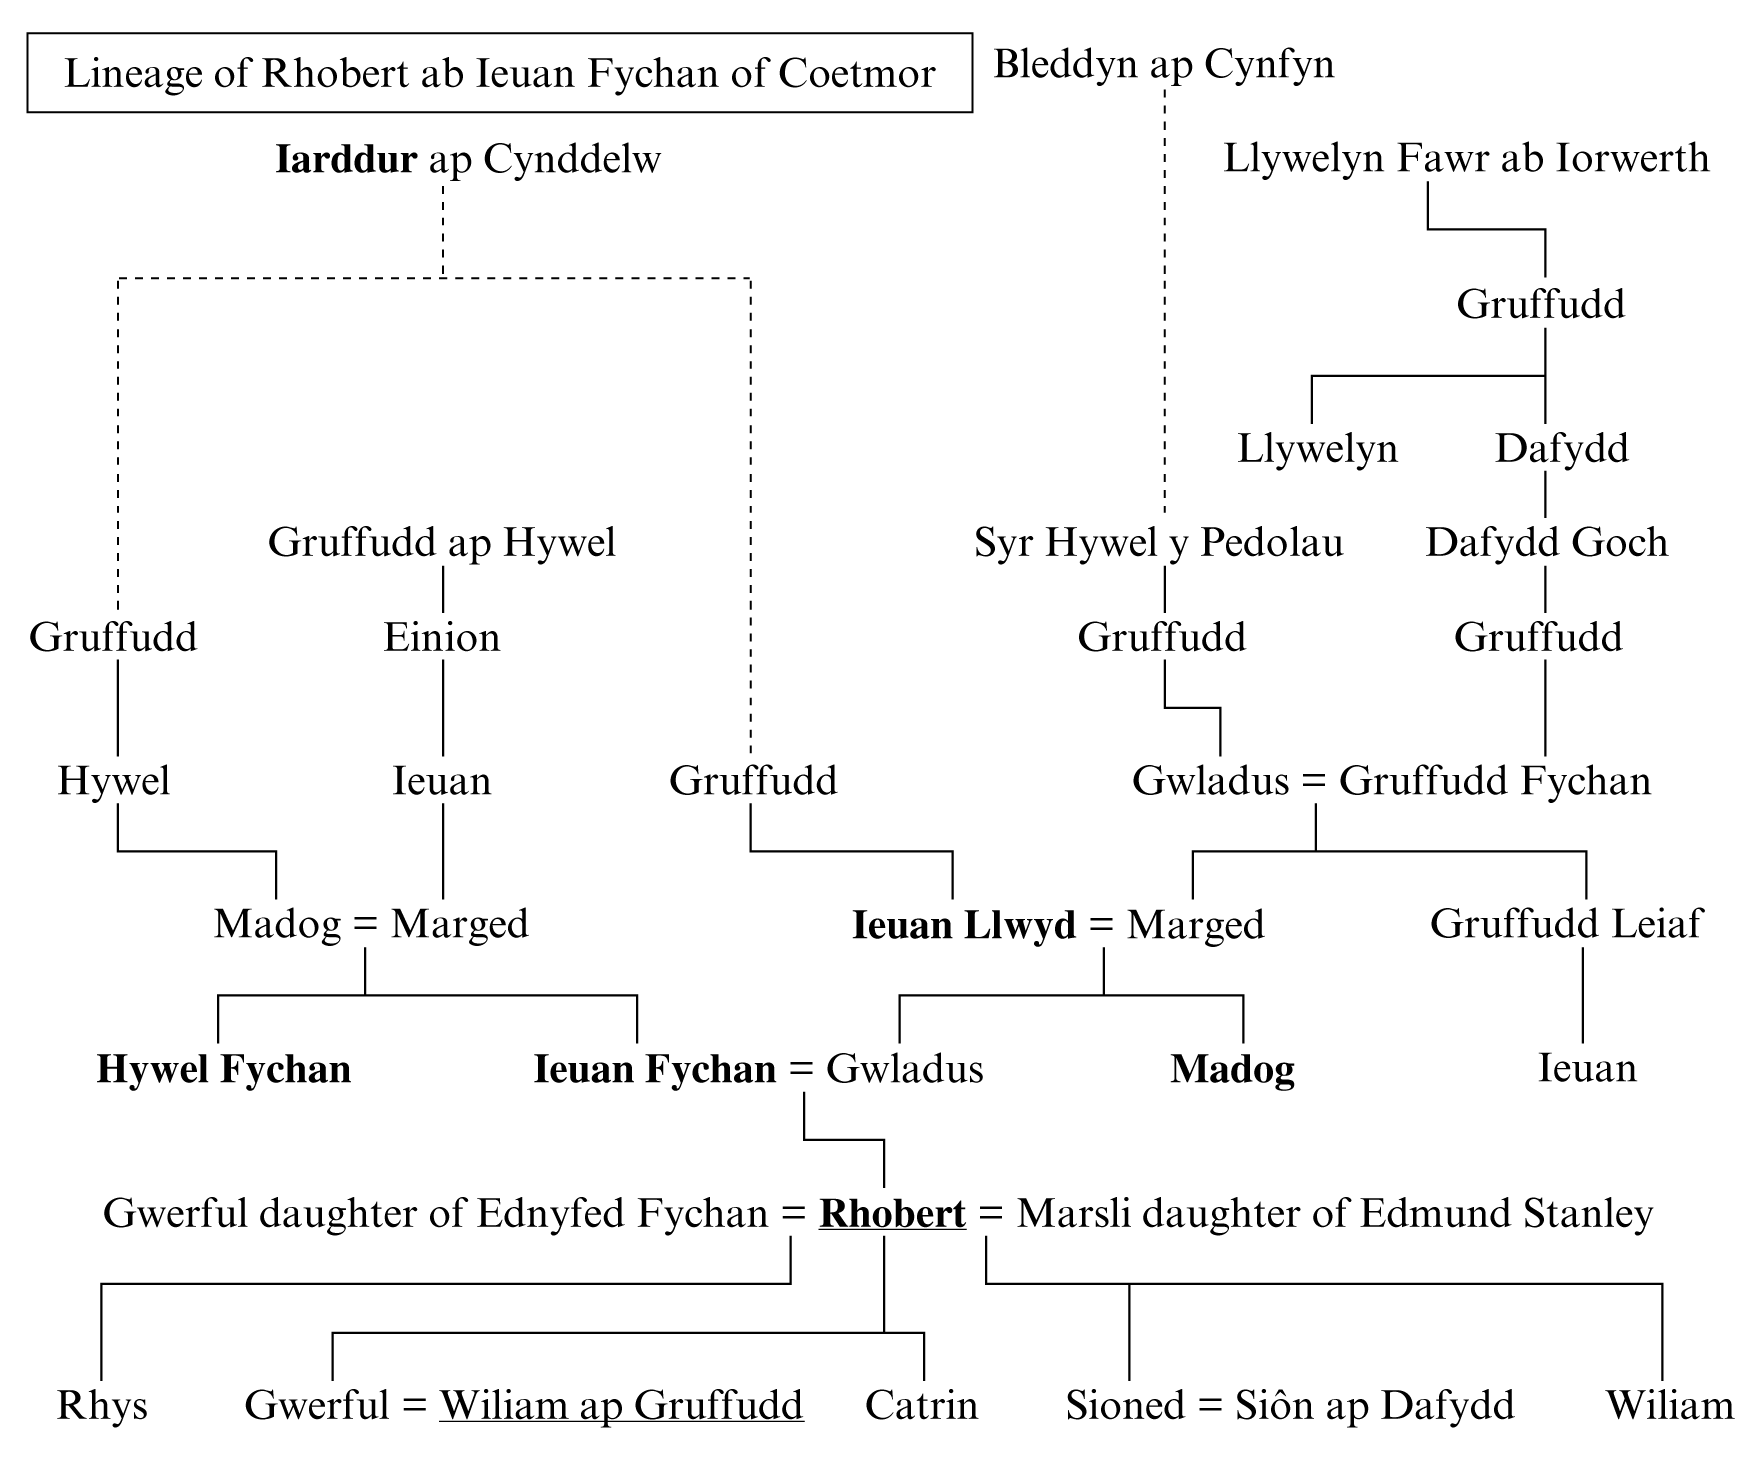 Lineage of Rhobert ab Ieuan Fychan of Coetmor
Bleddyn ap Cynfyn
Iarddur ap Cynddelw
Llywelyn Fawr ab Iorwerth
Gruffudd
Llywelyn
Dafydd
Gruffudd ap Hywel
Syr Hywel y Pedolau
Dafydd Goch
Gruffudd
Einion
Gruffudd
Gruffudd
Hywel
Ieuan
Gruffudd
Gwladus = Gruffudd Fychan
Madog = Marged
Ieuan Llwyd = Marged
Gruffudd Leiaf
Hywel Fychan
Ieuan Fychan = Gwladus
Madog
Ieuan
Gwerful daughter of Ednyfed Fychan = Rhobert = Marsli daughter of Edmund Stanley
Rhys
Gwerful = Wiliam ap Gruffudd
Catrin
Sioned = Siôn ap Dafydd
Wiliam